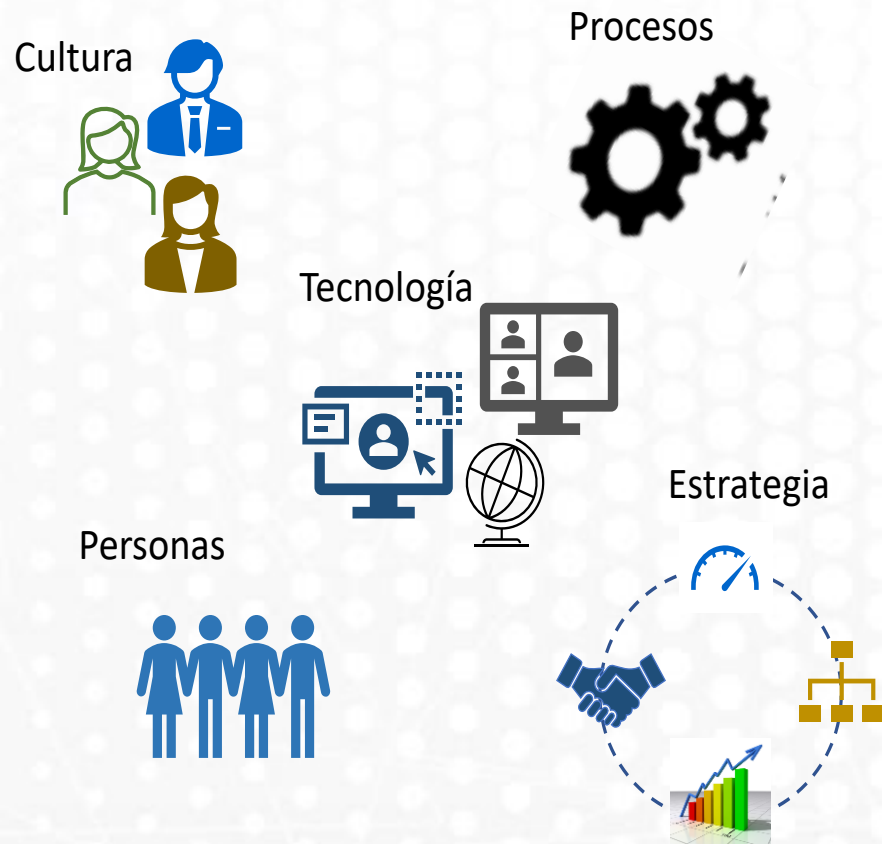 Cultura
Procesos
Tecnología
Estrategia
Personas